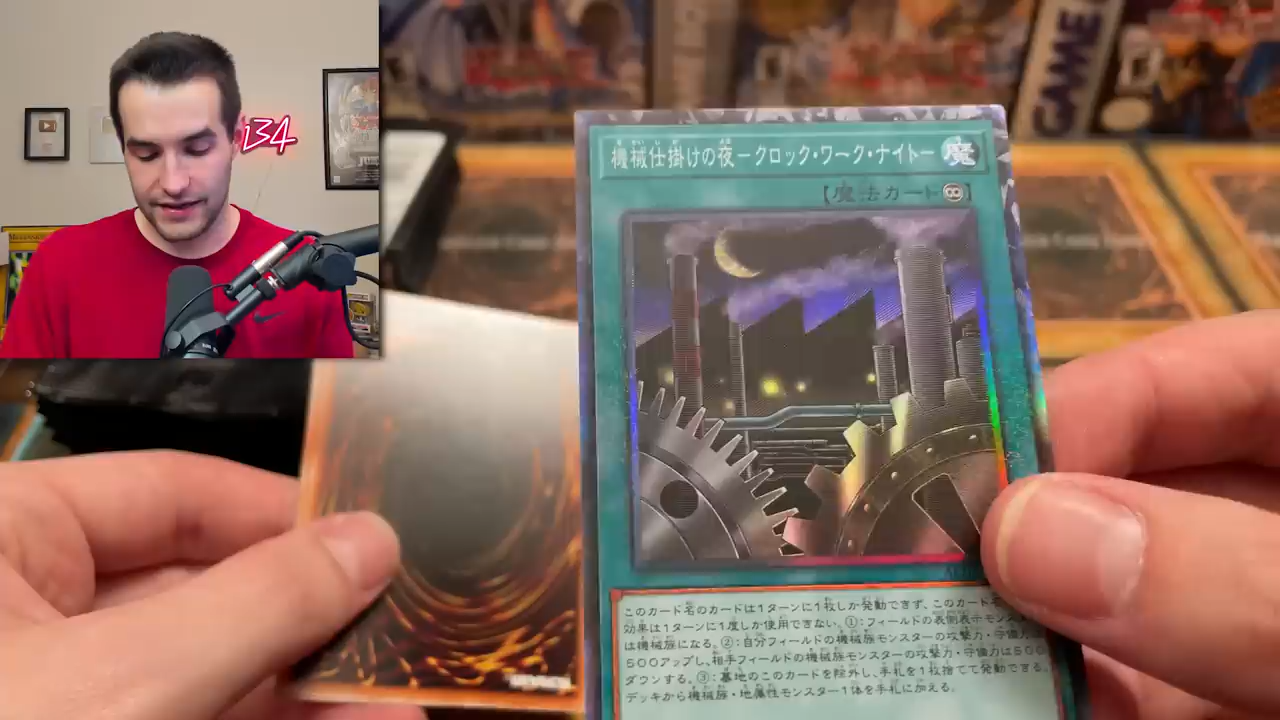 134
GAME
機械仕掛けの夜－クロック・ワーク・ナイト－
魔
【魔法カード】
このカード名のカードは1ターンに1枚しか発動できず、このカード名
効果は1ターンに1度しか使用できない。①：フィールドの表側表示モンス
は機械族になる。②：自分フィールドの機械族モンスターの攻撃力・守備力は
500アップし、相手フィールドの機械族モンスターの攻撃力・守備力は500
ダウンする。③：墓地のこのカードを除外し、手札を1枚捨てて発動できる。
デッキから機械族・地属性モンスター1体を手札に加える。